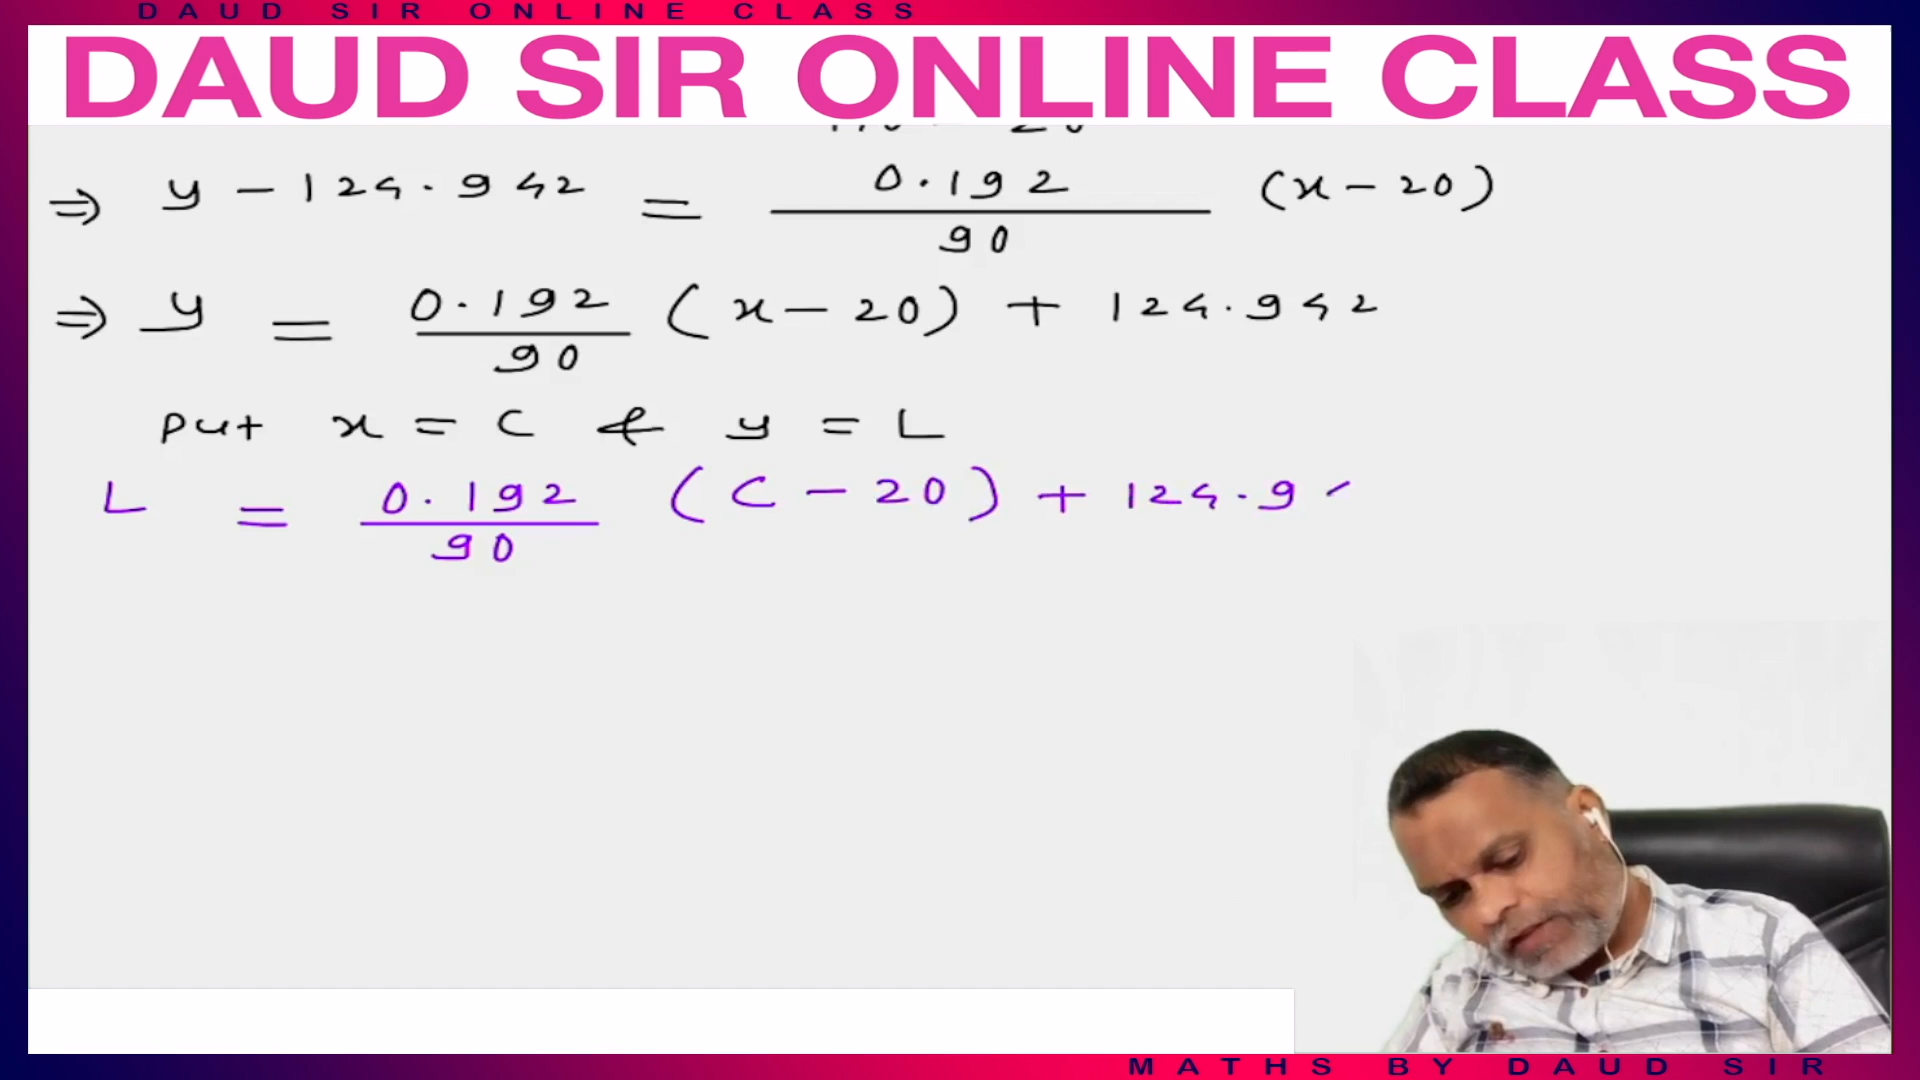 DAUD SIR ONLINE CLASS
DAUD SIR ONLINE CLASS
⇒ y - 124.942 = 0.192/90 (x - 20)
⇒ y = 0.192/90 (x - 20) + 124.942
Put x = C & y = L
L = 0.192/90 (C - 20) + 124.9
MATHS BY DAUD SIR